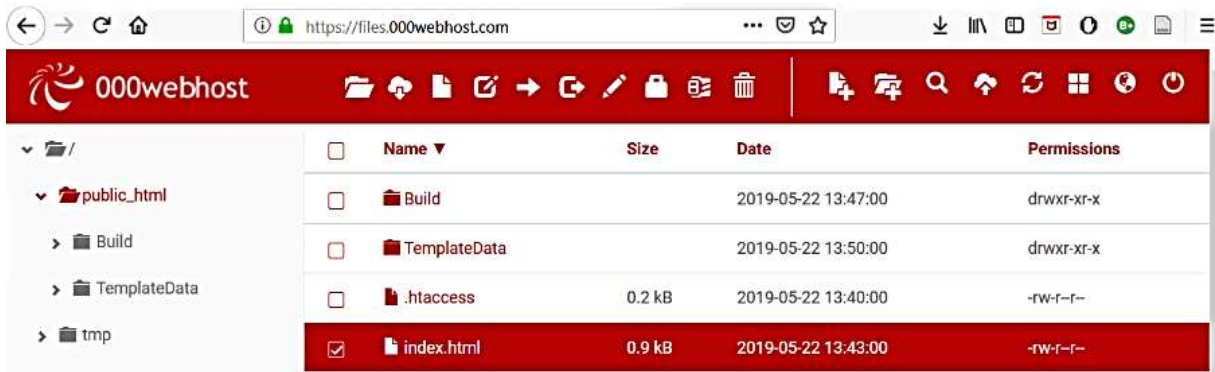 https://files.000webhost.com
000webhost
/
public_html
Build
TemplateData
tmp
Name ▼ Size Date Permissions
Build 2019-05-22 13:47:00 drwxr-xr-x
TemplateData 2019-05-22 13:50:00 drwxr-xr-x
.htaccess 0.2 kB 2019-05-22 13:40:00 -rw-r--r--
index.html 0.9 kB 2019-05-22 13:43:00 -rw-r--r--